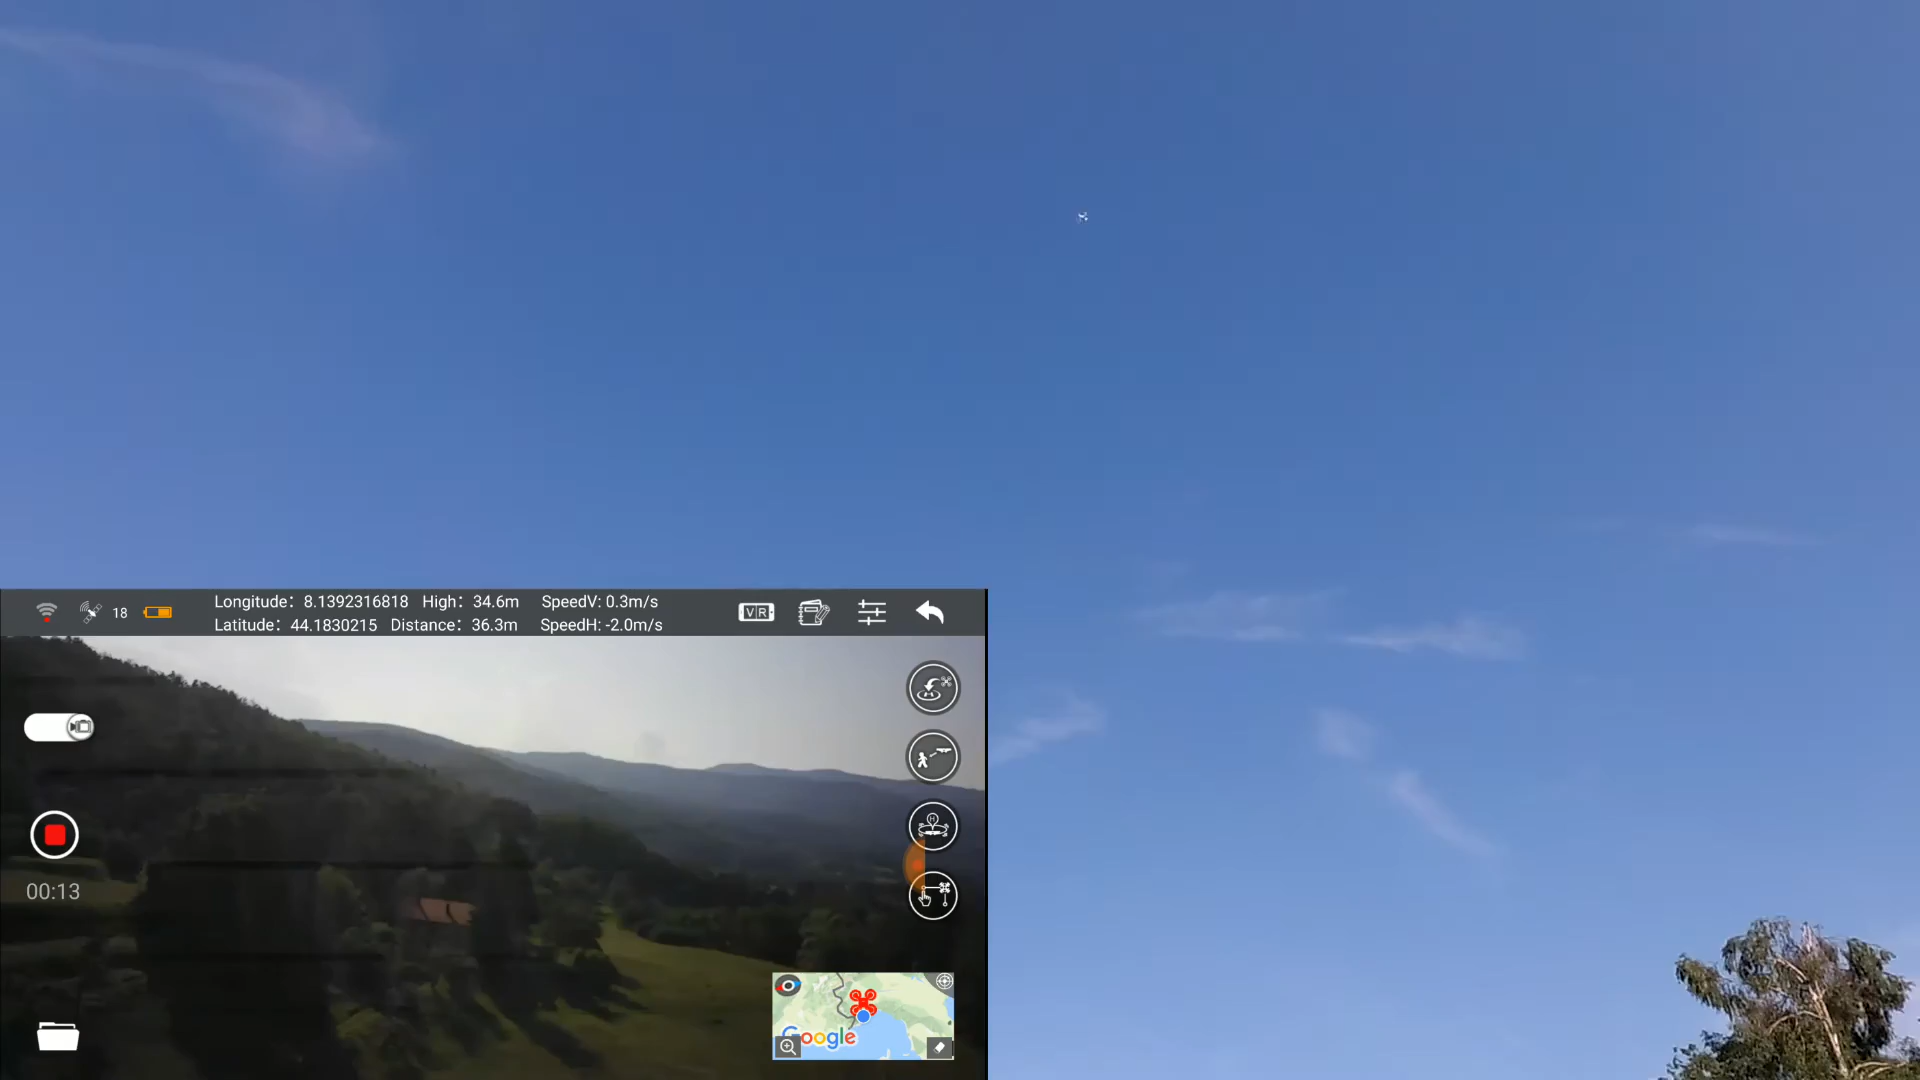 18
Longitude: 8.1392316818 High: 34.6m SpeedV: 0.3m/s
Latitude: 44.1830215 Distance: 36.3m SpeedH: -2.0m/s
VR
00:13
H
Google